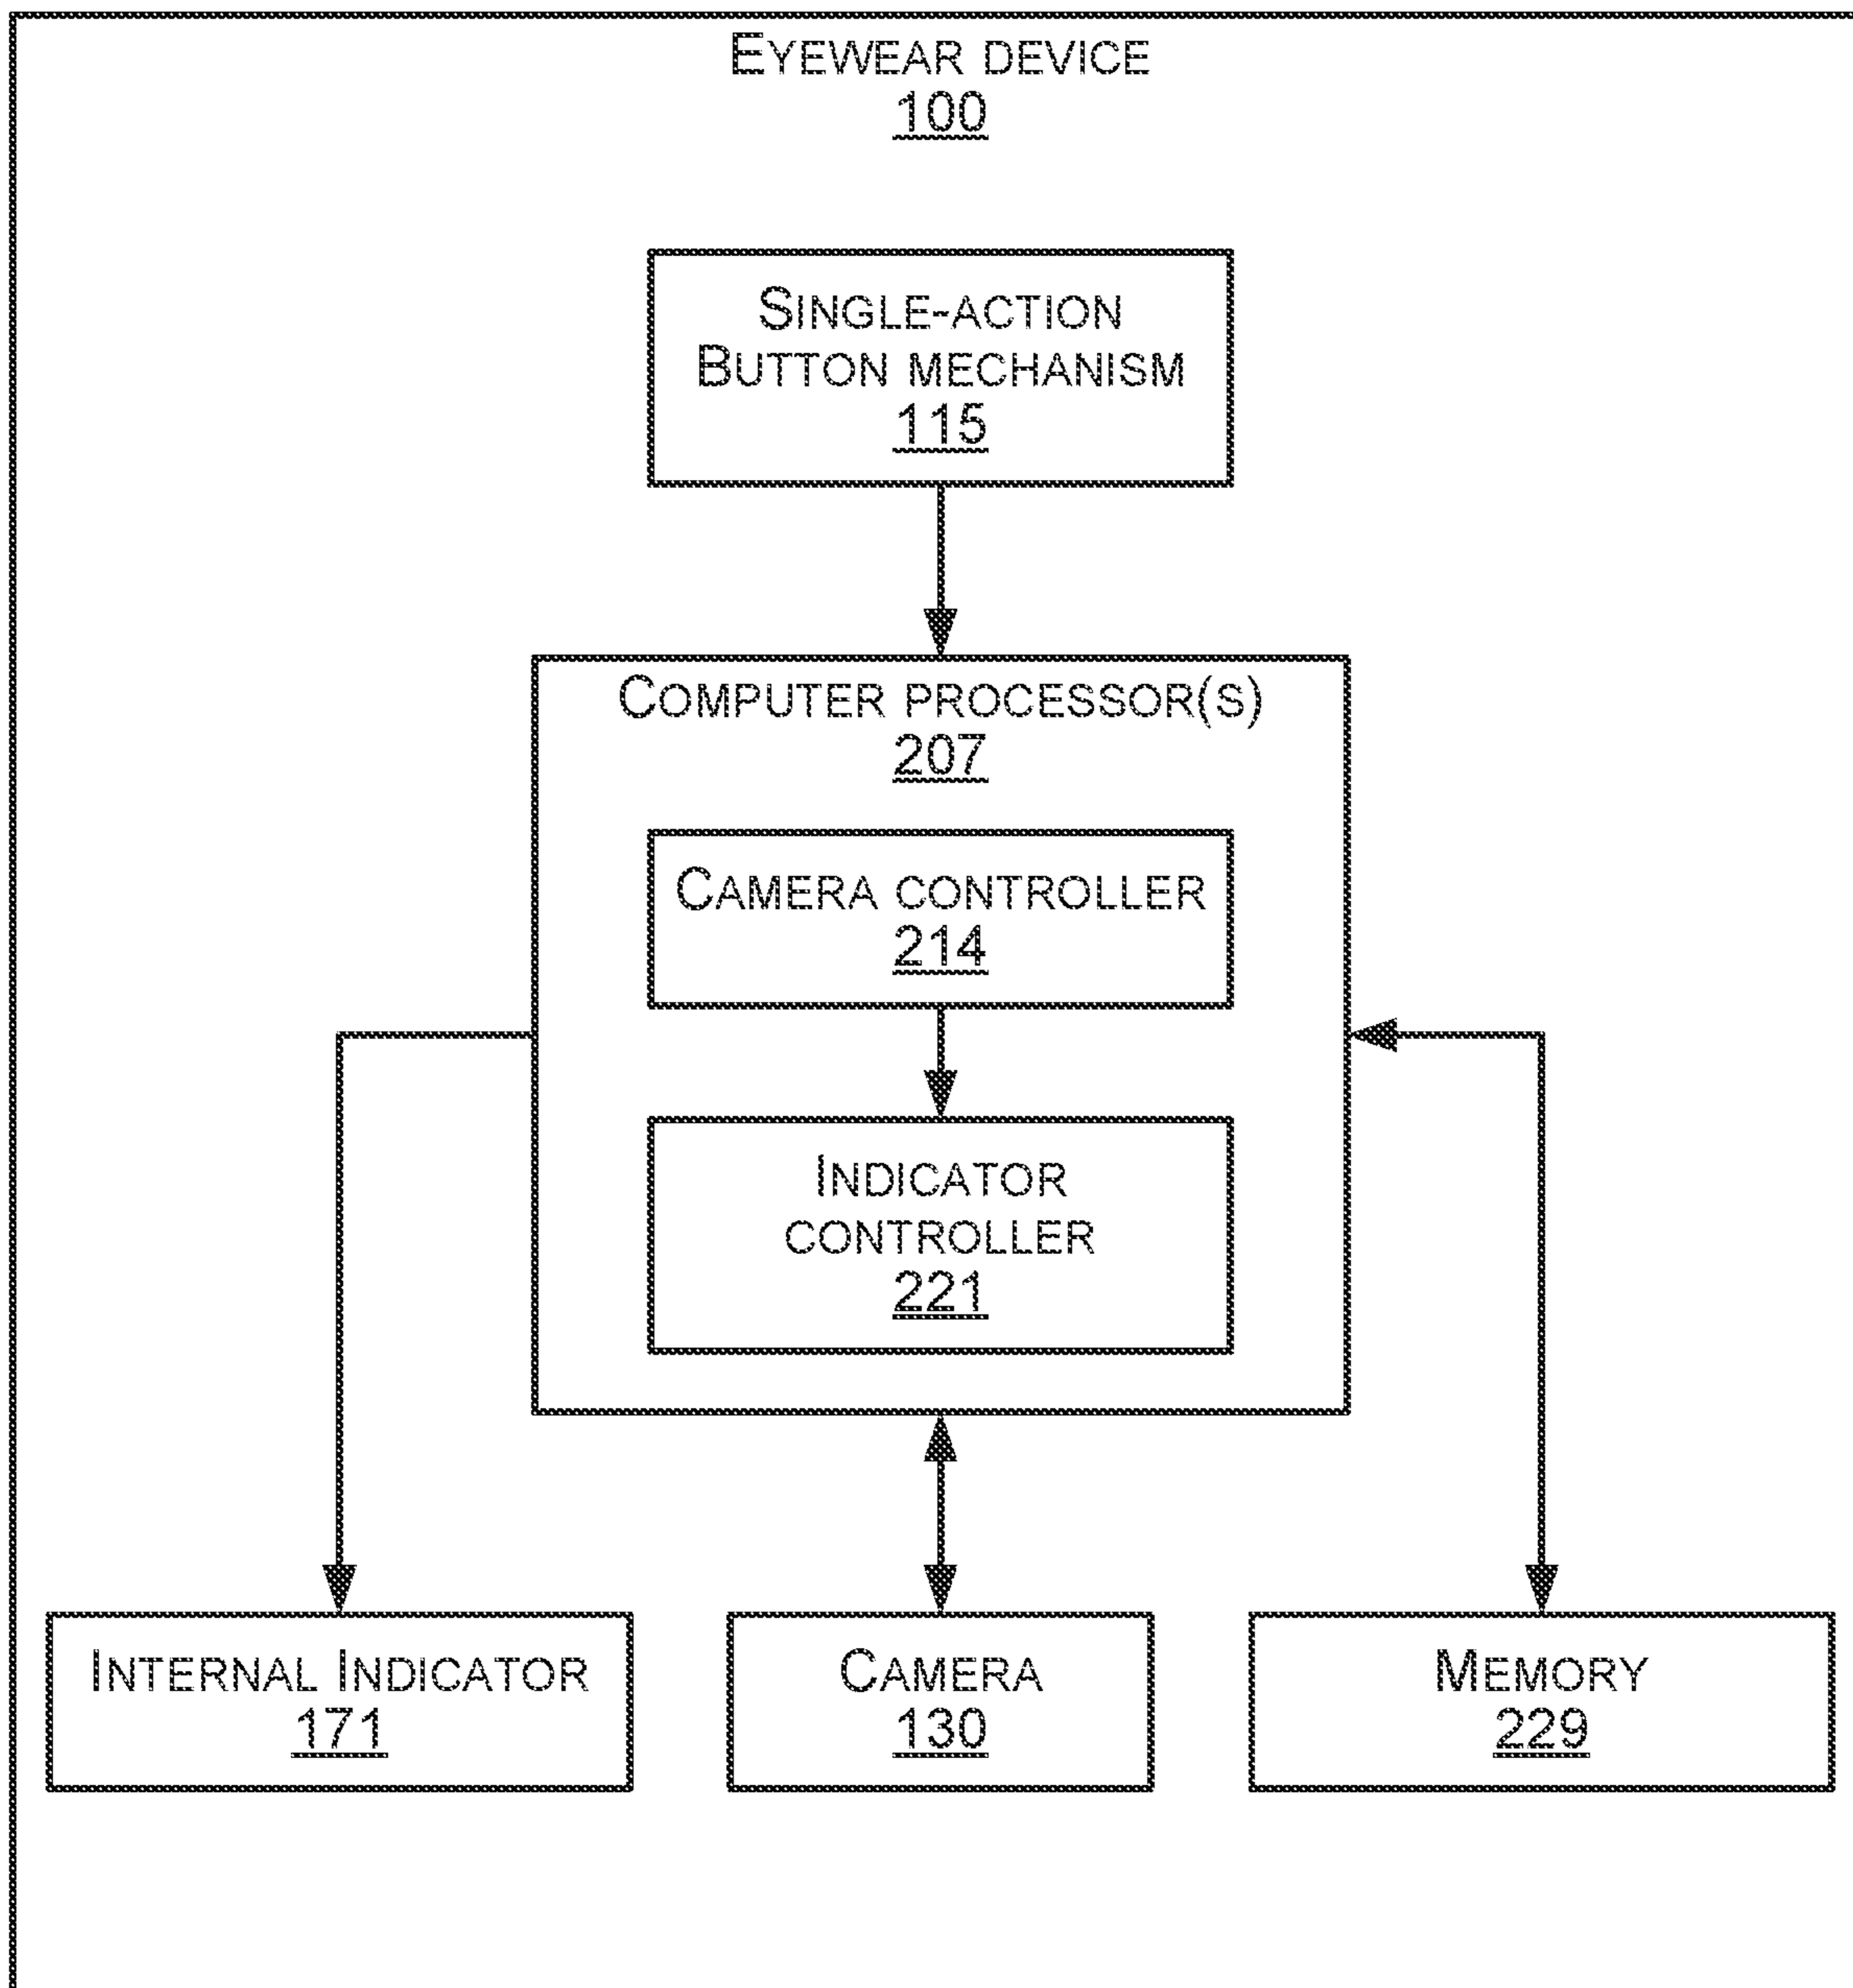 EYEWEAR DEVICE
100
SINGLE-ACTION
BUTTON MECHANISM
115
COMPUTER PROCESSOR(S)
207
CAMERA CONTROLLER
214
INDICATOR
CONTROLLER
221
INTERNAL INDICATOR
171
CAMERA
130
MEMORY
229